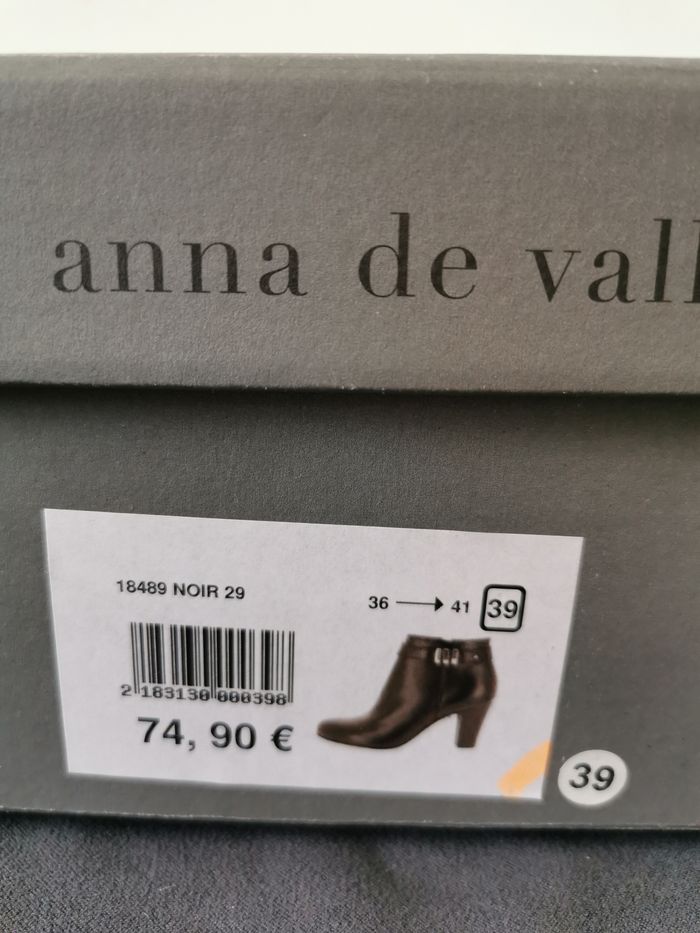 anna de vall
18489 NOIR 29
36 → 41 39
2 183130 000398
74, 90 €
39